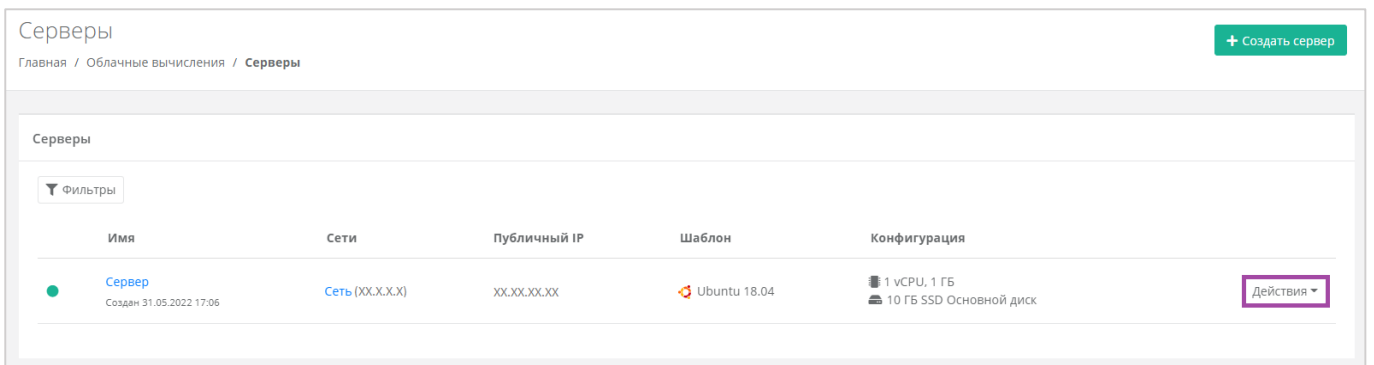 Серверы
+ Создать сервер
Главная / Облачные вычисления / Серверы
Серверы
Фильтры
Имя Сети Публичный IP Шаблон Конфигурация
Сервер Сеть (XX.X.X.X) XX.XX.XX.XX Ubuntu 18.04 1 vCPU, 1 ГБ Действия
Создан 31.05.2022 17:06 10 ГБ SSD Основной диск